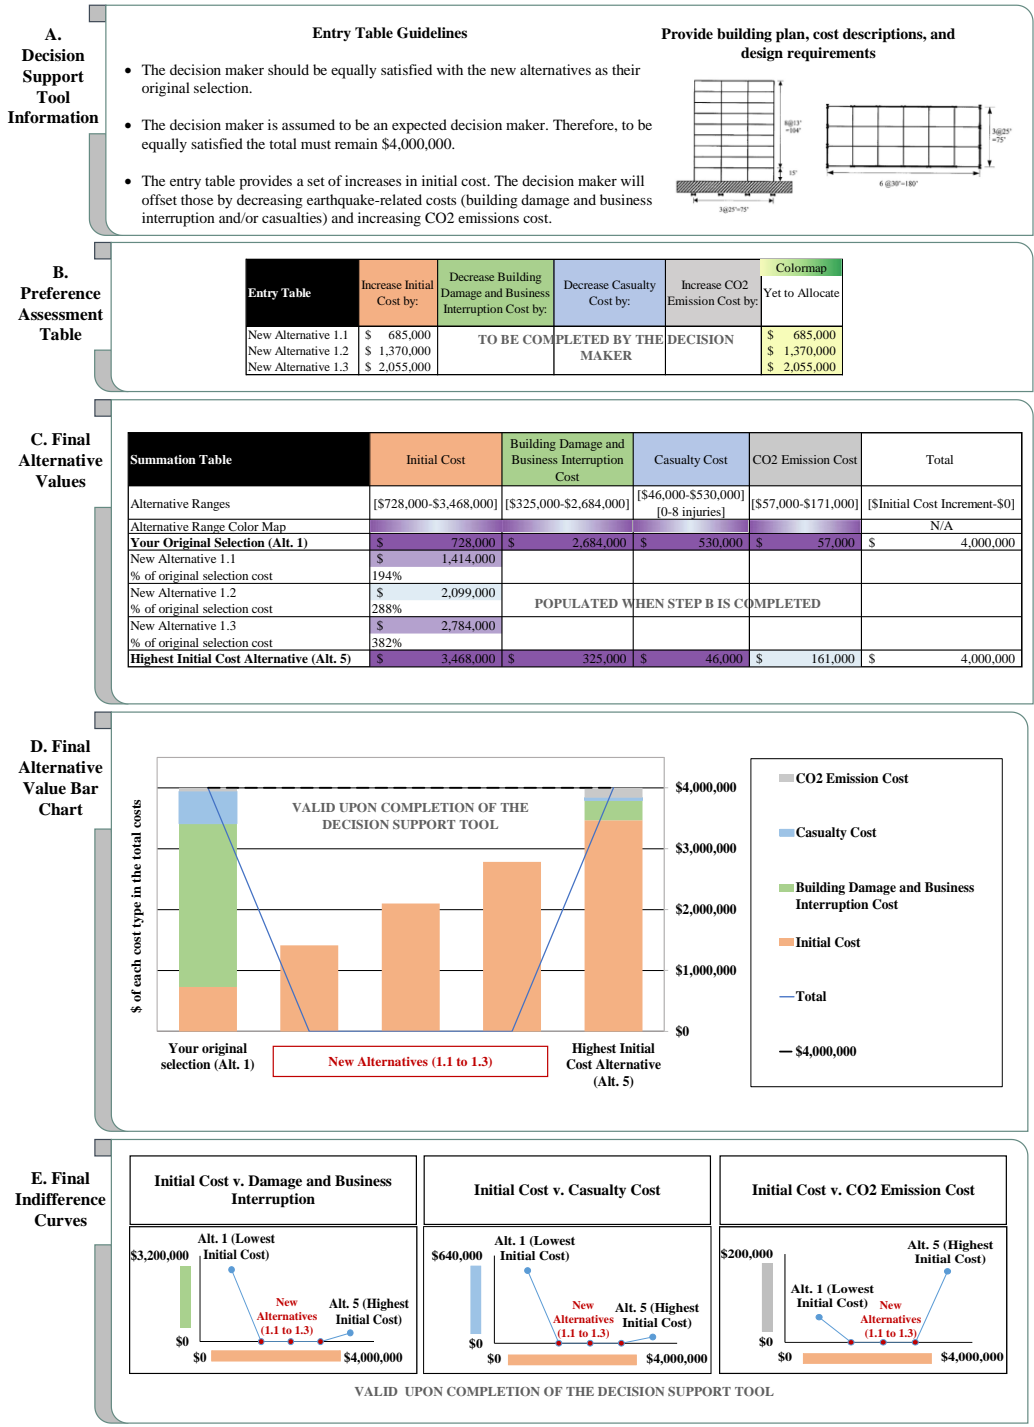 A.
Decision
Support
Tool
Information
Entry Table Guidelines
• The decision maker should be equally satisfied with the new alternatives as their
original selection.
• The decision maker is assumed to be an expected decision maker. Therefore, to be
equally satisfied the total must remain $4,000,000.
• The entry table provides a set of increases in initial cost. The decision maker will
offset those by decreasing earthquake-related costs (building damage and business
interruption and/or casualties) and increasing CO2 emissions cost.
Provide building plan, cost descriptions, and
design requirements
8@13'
=104'
15'
3@25'=75'
3@25'
=75'
6 @30'=180'
B.
Preference
Assessment
Table
Entry Table
Increase Initial
Cost by:
Decrease Building
Damage and Business
Interruption Cost by:
Decrease Casualty
Cost by:
Increase CO2
Emission Cost by:
Colormap
Yet to Allocate
New Alternative 1.1 $ 685,000 $ 685,000
New Alternative 1.2 $ 1,370,000 $ 1,370,000
New Alternative 1.3 $ 2,055,000 $ 2,055,000
TO BE COMPLETED BY THE DECISION
MAKER
C. Final
Alternative
Values
Summation Table
Initial Cost
Building Damage and
Business Interruption
Cost
Casualty Cost
CO2 Emission Cost
Total
Alternative Ranges [$728,000-$3,468,000] [$325,000-$2,684,000] [$46,000-$530,000] [$57,000-$171,000] [$Initial Cost Increment-$0]
[0-8 injuries]
Alternative Range Color Map N/A
Your Original Selection (Alt. 1) $ 728,000 $ 2,684,000 $ 530,000 $ 57,000 $ 4,000,000
New Alternative 1.1 $ 1,414,000
% of original selection cost 194%
New Alternative 1.2 $ 2,099,000
% of original selection cost 288%
POPULATED WHEN STEP B IS COMPLETED
New Alternative 1.3 $ 2,784,000
% of original selection cost 382%
Highest Initial Cost Alternative (Alt. 5) $ 3,468,000 $ 325,000 $ 46,000 $ 161,000 $ 4,000,000
D. Final
Alternative
Value Bar
Chart
$ of each cost type in the total costs
VALID UPON COMPLETION OF THE
DECISION SUPPORT TOOL
$4,000,000
$3,000,000
$2,000,000
$1,000,000
$0
Your original
selection (Alt. 1)
New Alternatives (1.1 to 1.3)
Highest Initial
Cost Alternative
(Alt. 5)
CO2 Emission Cost
Casualty Cost
Building Damage and Business
Interruption Cost
Initial Cost
Total
$4,000,000
E. Final
Indifference
Curves
Initial Cost v. Damage and Business
Interruption
Alt. 1 (Lowest
Initial Cost)
$3,200,000
New
Alternatives
(1.1 to 1.3)
Alt. 5 (Highest
Initial Cost)
$0
$0
$4,000,000
Initial Cost v. Casualty Cost
Alt. 1 (Lowest
Initial Cost)
$640,000
New
Alternatives
(1.1 to 1.3)
Alt. 5 (Highest
Initial Cost)
$0
$0
$4,000,000
Initial Cost v. CO2 Emission Cost
Alt. 5 (Highest
Initial Cost)
$200,000
Alt. 1 (Lowest
Initial Cost)
New
Alternatives
(1.1 to 1.3)
$0
$0
$4,000,000
VALID UPON COMPLETION OF THE DECISION SUPPORT TOOL